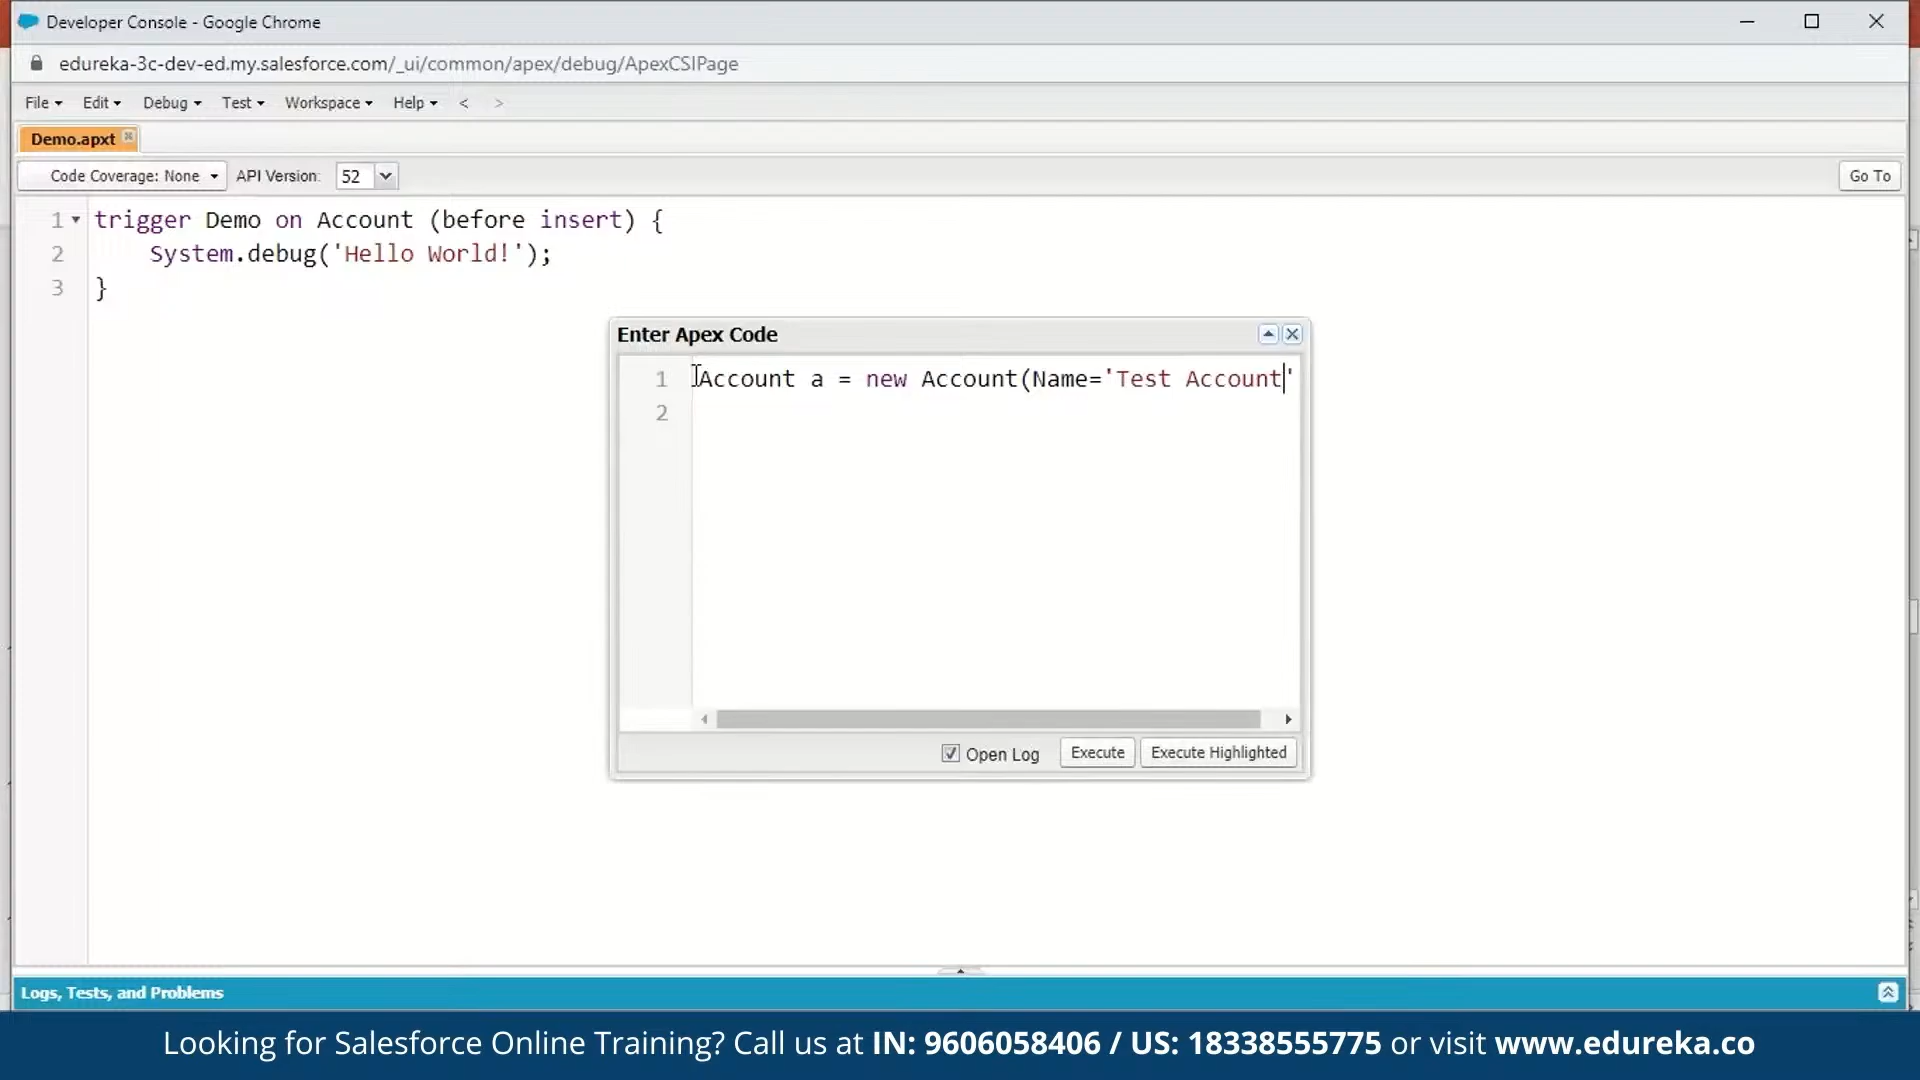 Developer Console - Google Chrome
edureka-3c-dev-ed.my.salesforce.com/_ui/common/apex/debug/ApexCSIPage
File Edit Debug Test Workspace Help < >
Demo.apxt
Code Coverage: None API Version: 52 Go To
1 trigger Demo on Account (before insert) {
2 System.debug('Hello World!');
3 }
Enter Apex Code
1 Account a = new Account(Name='Test Account'
2
Open Log Execute Execute Highlighted
Logs, Tests, and Problems
Looking for Salesforce Online Training? Call us at IN: 9606058406 / US: 18338555775 or visit www.edureka.co